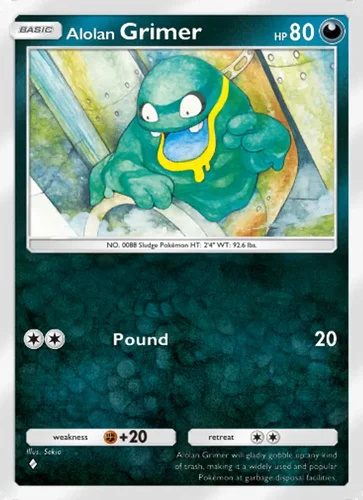 BASIC Alolan Grimer HP 80
NO. 0088 Sludge Pokémon HT: 2'4" WT: 92.6 lbs.
Pound 20
weakness +20 retreat
Illus. Sekio
Alolan Grimer will gladly gobble up any kind
of trash, making it a widely used and popular
Pokémon at garbage disposal facilities.